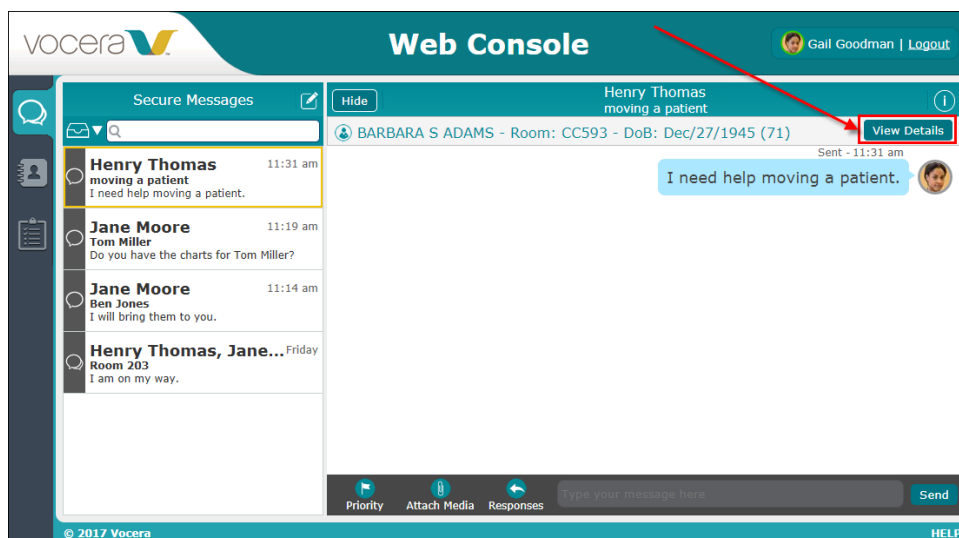 vocera
Web Console
Gail Goodman | Logout
Secure Messages
Hide
Henry Thomas
moving a patient
BARBARA S ADAMS - Room: CC593 - DoB: Dec/27/1945 (71)
View Details
Henry Thomas 11:31 am
moving a patient
I need help moving a patient.
Jane Moore 11:19 am
Tom Miller
Do you have the charts for Tom Miller?
Jane Moore 11:14 am
Ben Jones
I will bring them to you.
Henry Thomas, Jane... Friday
Room 203
I am on my way.
Sent - 11:31 am
I need help moving a patient.
Priority
Attach Media
Responses
Type your message here
Send
© 2017 Vocera
HELP